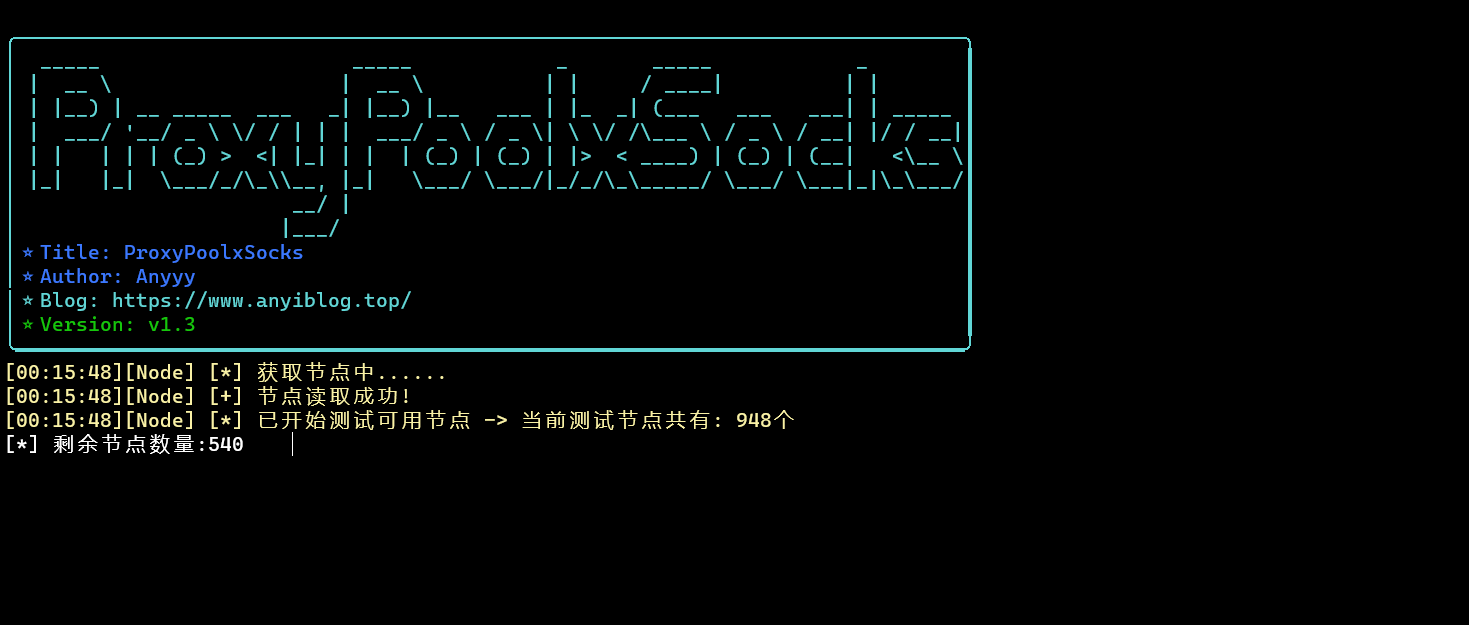 ProxyPoolxSocks
☆ Title: ProxyPoolxSocks
☆ Author: Anyyy
☆ Blog: https://www.anyiblog.top/
☆ Version: v1.3
[00:15:48][Node] [*] 获取节点中......
[00:15:48][Node] [+] 节点读取成功!
[00:15:48][Node] [*] 已开始测试可用节点 -> 当前测试节点共有: 948个
[*] 剩余节点数量:540